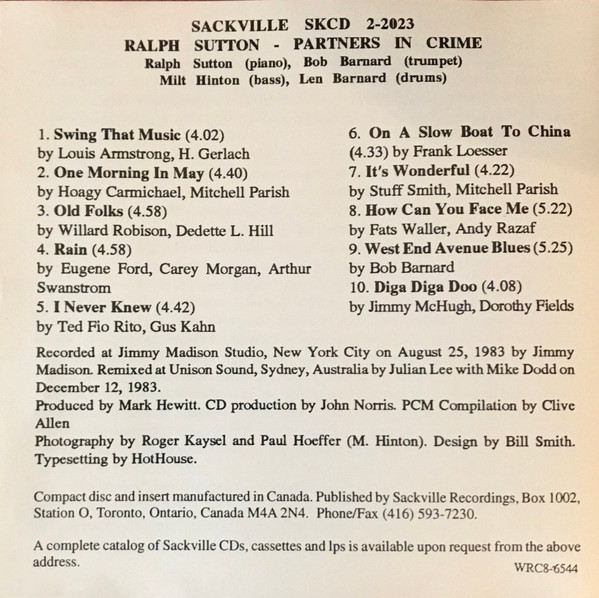 SACKVILLE SKCD 2-2023
RALPH SUTTON - PARTNERS IN CRIME
Ralph Sutton (piano), Bob Barnard (trumpet)
Milt Hinton (bass), Len Barnard (drums)
1. Swing That Music (4.02)
by Louis Armstrong, H. Gerlach
2. One Morning In May (4.40)
by Hoagy Carmichael, Mitchell Parish
3. Old Folks (4.58)
by Willard Robison, Dedette L. Hill
4. Rain (4.58)
by Eugene Ford, Carey Morgan, Arthur
Swanstrom
5. I Never Knew (4.42)
by Ted Fio Rito, Gus Kahn
6. On A Slow Boat To China
(4.33) by Frank Loesser
7. It's Wonderful (4.22)
by Stuff Smith, Mitchell Parish
8. How Can You Face Me (5.22)
by Fats Waller, Andy Razaf
9. West End Avenue Blues (5.25)
by Bob Barnard
10. Diga Diga Doo (4.08)
by Jimmy McHugh, Dorothy Fields
Recorded at Jimmy Madison Studio, New York City on August 25, 1983 by Jimmy
Madison. Remixed at Unison Sound, Sydney, Australia by Julian Lee with Mike Dodd on
December 12, 1983.
Produced by Mark Hewitt. CD production by John Norris. PCM Compilation by Clive
Allen
Photography by Roger Kaysel and Paul Hoeffer (M. Hinton). Design by Bill Smith.
Typesetting by HotHouse.
Compact disc and insert manufactured in Canada. Published by Sackville Recordings, Box 1002,
Station O, Toronto, Ontario, Canada M4A 2N4. Phone/Fax (416) 593-7230.
A complete catalog of Sackville CDs, cassettes and lps is available upon request from the above
address.
WRC8-6544